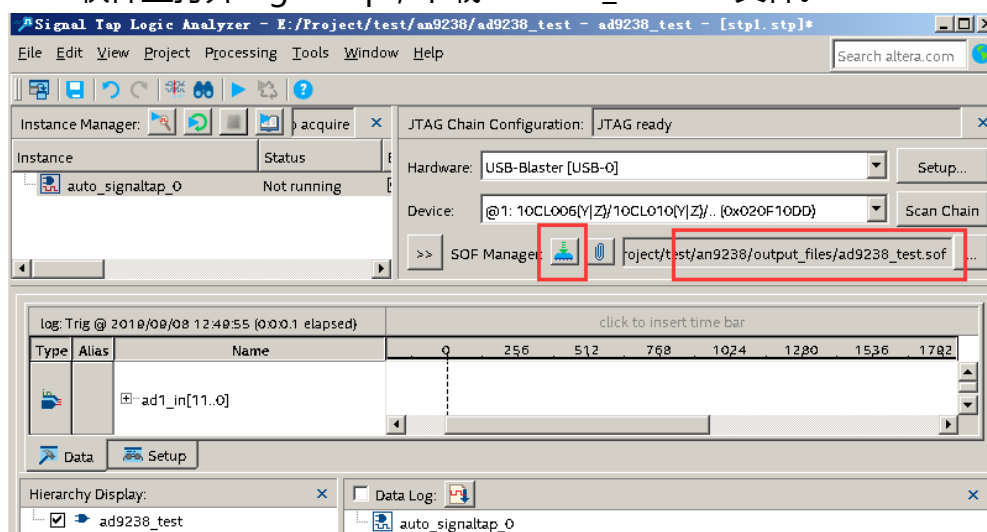 Signal Tap Logic Analyzer - E:/Project/test/an9238/ad9238_test - ad9238_test - [stp1.stp]*
File Edit View Project Processing Tools Window Help
Search altera.com
Instance Manager: acquire
JTAG Chain Configuration: JTAG ready
Instance Status
auto_signaltap_0 Not running
Hardware: USB-Blaster [USB-0] Setup...
Device: @1: 10CL006(Y|Z)/10CL010(Y|Z)/.. (0x020F10DD) Scan Chain
>> SOF Manager: roject/test/an9238/output_files/ad9238_test.sof ...
log: Trig @ 2019/09/08 12:49:55 (0:0:0.1 elapsed) click to insert time bar
Type Alias Name 0 256 512 768 1024 1280 1536 1792
ad1_in[11..0]
Data Setup
Hierarchy Display: Data Log:
ad9238_test auto_signaltap_0